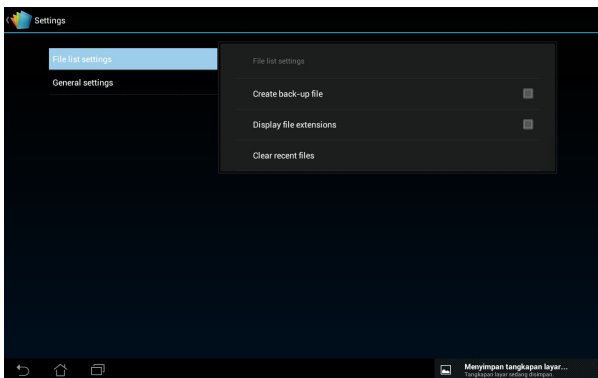 Settings
File list settings
General settings
File list settings
Create back-up file
Display file extensions
Clear recent files
Menyimpan tangkapan layar...
Tangkapan layar sedang disimpan.